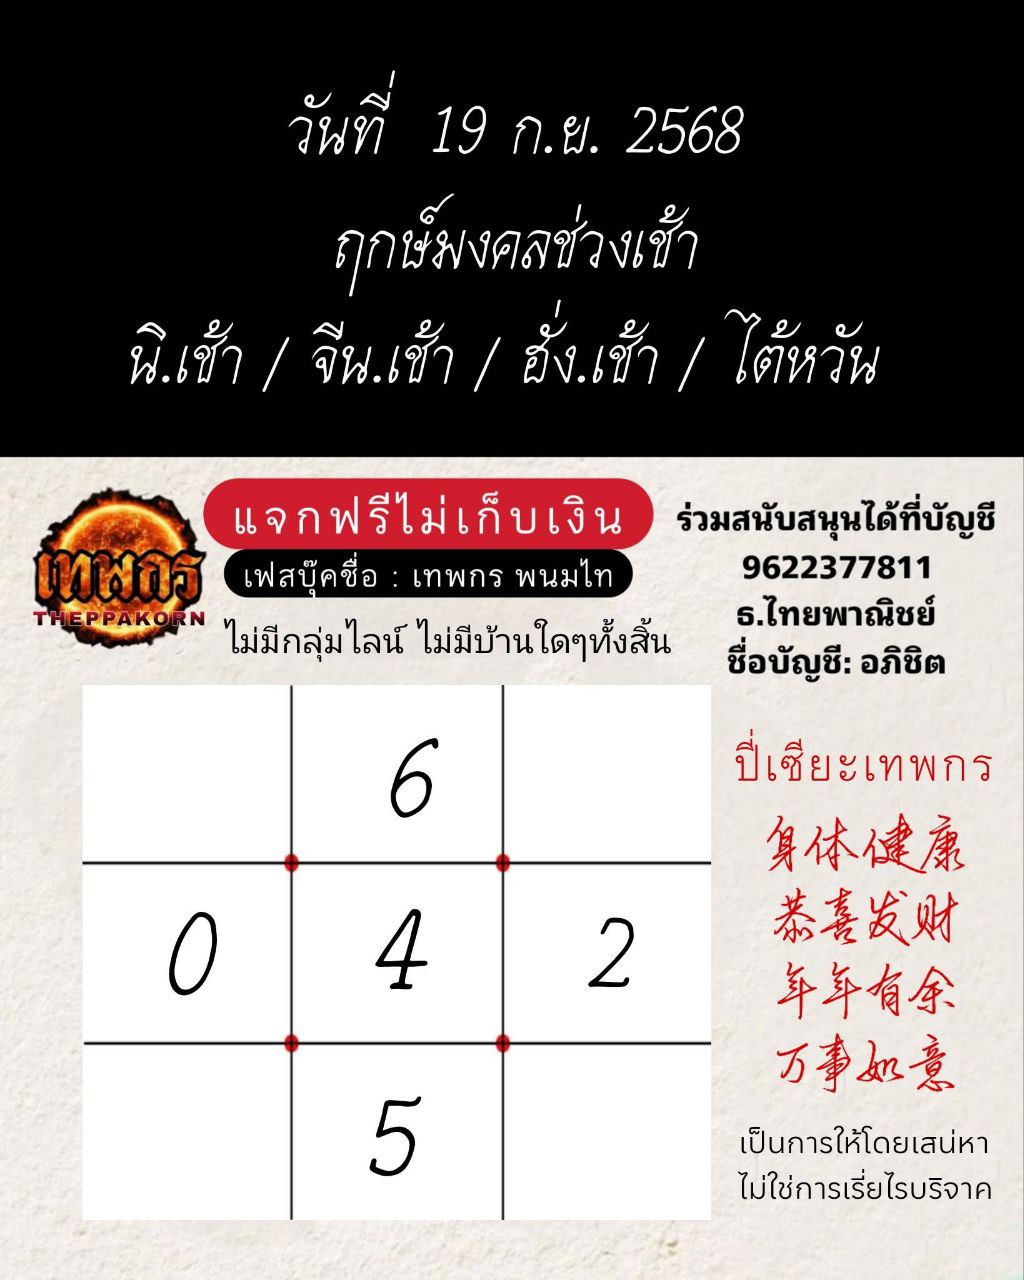 วันที่ 19 ก.ย. 2568
ฤกษ์มงคลช่วงเช้า
นิ.เช้า / จีน.เช้า / ฮั่ง.เช้า / ไต้หวัน
เทพกร
THEPPAKORN
แจกฟรีไม่เก็บเงิน
เฟสบุ๊คชื่อ : เทพกร พนมไท
ไม่มีกลุ่มไลน์ ไม่มีบ้านใดๆทั้งสิ้น
ร่วมสนับสนุนได้ที่บัญชี
9622377811
ธ.ไทยพาณิชย์
ชื่อบัญชี: อภิชิต
6
0 4 2
5
ปี่เซียะเทพกร
身体健康
恭喜发财
年年有余
万事如意
เป็นการให้โดยเสน่หา
ไม่ใช่การเรี่ยไรบริจาค